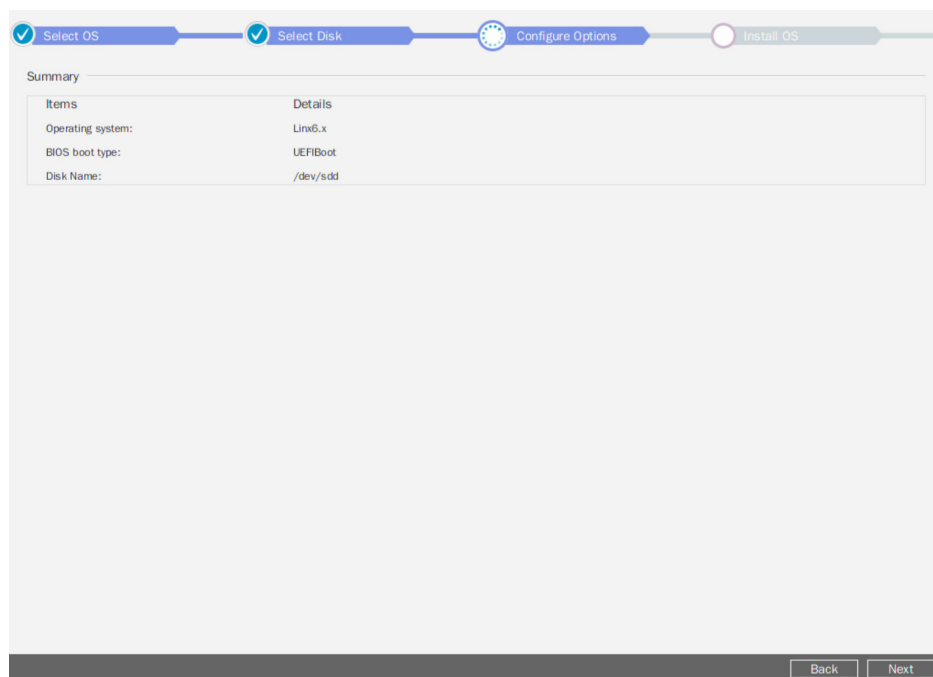 Select OS Select Disk Configure Options Install OS
Summary
Items Details
Operating system: Linx6.x
BIOS boot type: UEFIBoot
Disk Name: /dev/sdd
Back Next